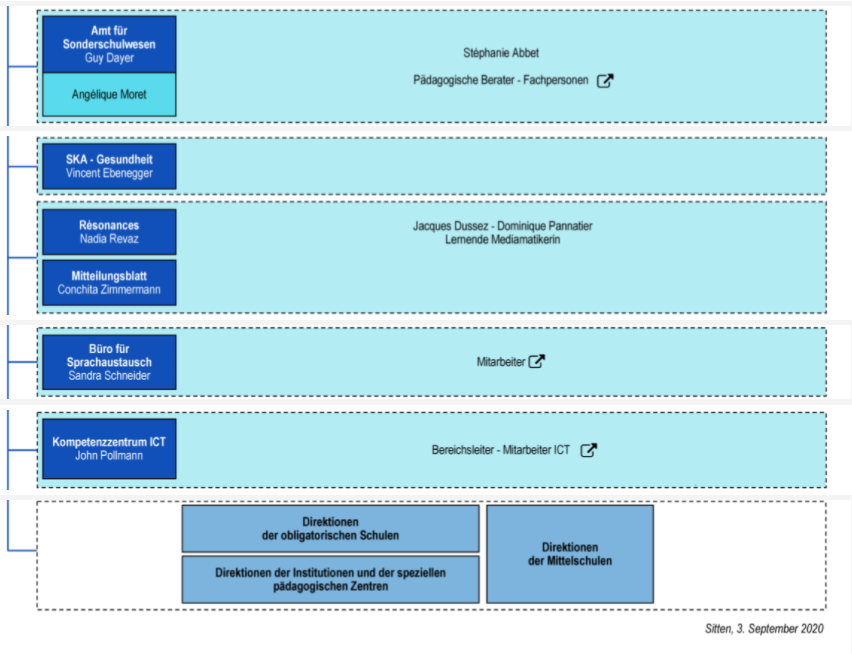 Amt für
Sonderschulwesen
Guy Dayer
Angélique Moret
Stéphanie Abbet
Pädagogische Berater - Fachpersonen
SKA - Gesundheit
Vincent Ebenegger
Résonances
Nadia Revaz
Jacques Dussez - Dominique Pannatier
Lernende Mediamatikerin
Mitteilungsblatt
Conchita Zimmermann
Büro für
Sprachaustausch
Sandra Schneider
Mitarbeiter
Kompetenzzentrum ICT
John Pollmann
Bereichsleiter - Mitarbeiter ICT
Direktionen
der obligatorischen Schulen
Direktionen der Institutionen und der speziellen
pädagogischen Zentren
Direktionen
der Mittelschulen
Sitten, 3. September 2020